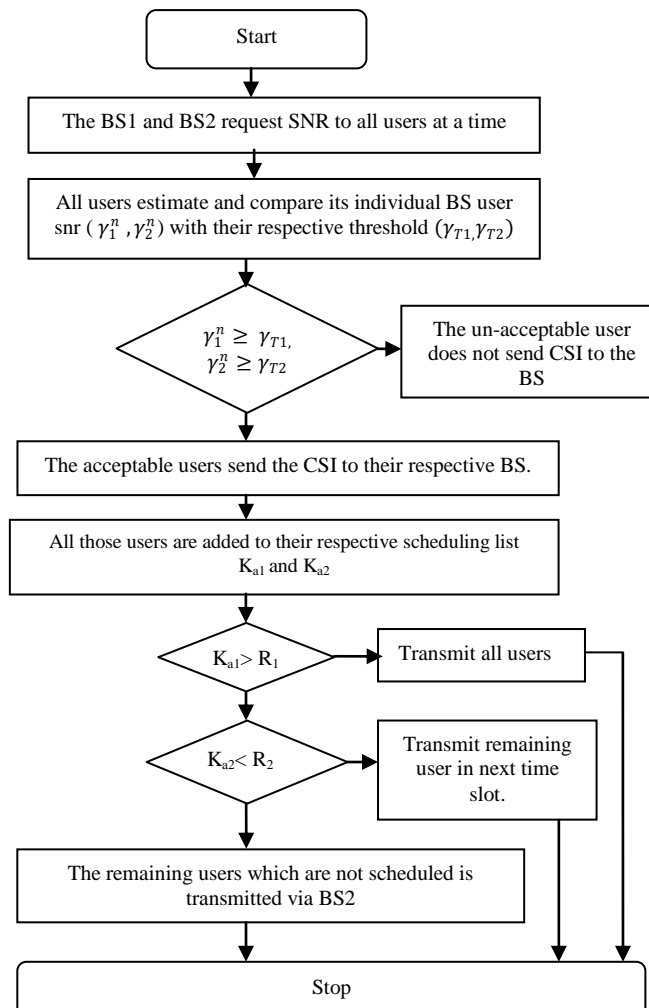 Start
The BS1 and BS2 request SNR to all users at a time
All users estimate and compare its individual BS user
snr ( γ₁ⁿ , γ₂ⁿ) with their respective threshold (γ_T1, γ_T2)
γ₁ⁿ ≥ γ_T1,
γ₂ⁿ ≥ γ_T2
The un-acceptable user
does not send CSI to the
BS
The acceptable users send the CSI to their respective BS.
All those users are added to their respective scheduling list
Kₐ₁ and Kₐ₂
Kₐ₁> R₁
Transmit all users
Kₐ₂< R₂
Transmit remaining
user in next time
slot.
The remaining users which are not scheduled is
transmitted via BS2
Stop